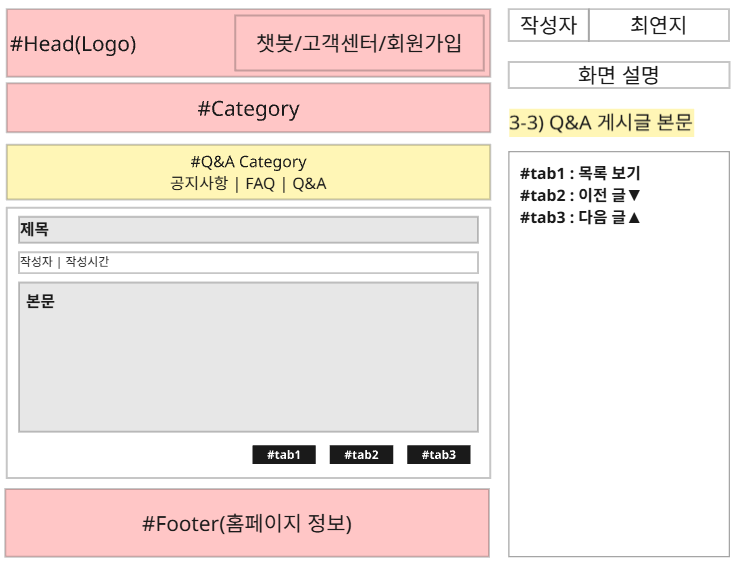 #Head(Logo)
챗봇/고객센터/회원가입
#Category
#Q&A Category
공지사항 | FAQ | Q&A
제목
작성자 | 작성시간
본문
#tab1
#tab2
#tab3
#Footer(홈페이지 정보)
작성자
최연지
화면 설명
3-3) Q&A 게시글 본문
#tab1 : 목록 보기
#tab2 : 이전 글▼
#tab3 : 다음 글▲